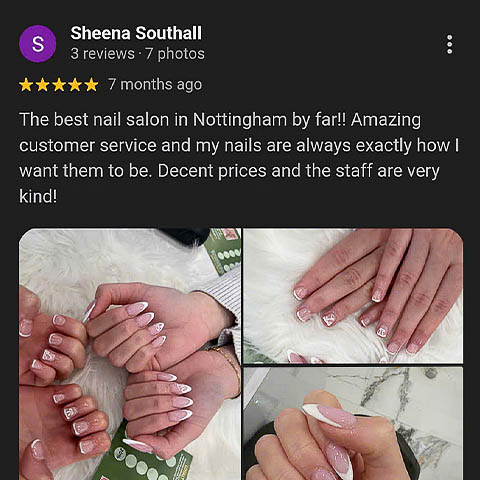 S
Sheena Southall
3 reviews · 7 photos
7 months ago
The best nail salon in Nottingham by far!! Amazing
customer service and my nails are always exactly how I
want them to be. Decent prices and the staff are very
kind!